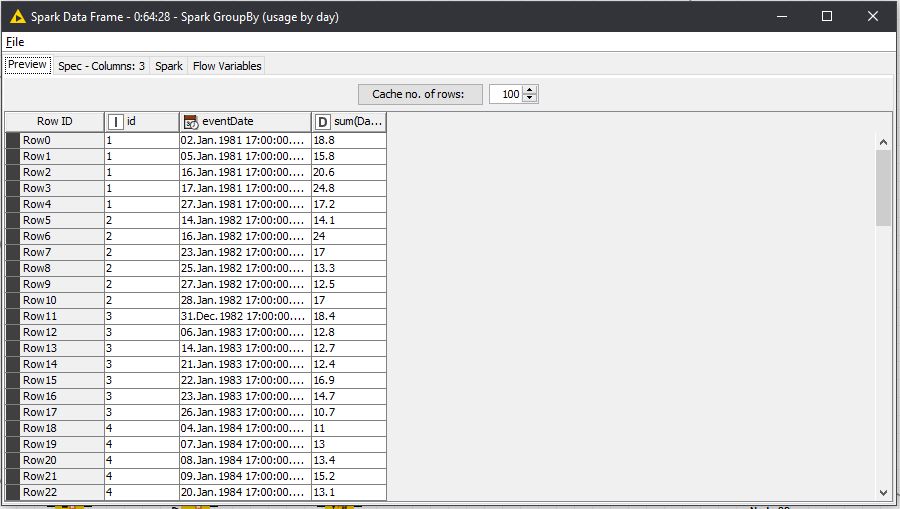 Spark Data Frame - 0:64:28 - Spark GroupBy (usage by day)
File
Preview Spec - Columns: 3 Spark Flow Variables
Cache no. of rows: 100
Row ID I id eventDate D sum(Da...
Row0 1 02.Jan.1981 17:00:00.... 18.8
Row1 1 05.Jan.1981 17:00:00.... 15.8
Row2 1 16.Jan.1981 17:00:00.... 20.6
Row3 1 17.Jan.1981 17:00:00.... 24.8
Row4 1 27.Jan.1981 17:00:00.... 17.2
Row5 2 14.Jan.1982 17:00:00.... 14.1
Row6 2 16.Jan.1982 17:00:00.... 24
Row7 2 23.Jan.1982 17:00:00.... 17
Row8 2 25.Jan.1982 17:00:00.... 13.3
Row9 2 27.Jan.1982 17:00:00.... 12.5
Row10 2 28.Jan.1982 17:00:00.... 17
Row11 3 31.Dec.1982 17:00:00.... 18.4
Row12 3 06.Jan.1983 17:00:00.... 12.8
Row13 3 14.Jan.1983 17:00:00.... 12.7
Row14 3 21.Jan.1983 17:00:00.... 12.4
Row15 3 22.Jan.1983 17:00:00.... 16.9
Row16 3 23.Jan.1983 17:00:00.... 14.7
Row17 3 26.Jan.1983 17:00:00.... 10.7
Row18 4 04.Jan.1984 17:00:00.... 11
Row19 4 07.Jan.1984 17:00:00.... 13
Row20 4 08.Jan.1984 17:00:00.... 13.4
Row21 4 09.Jan.1984 17:00:00.... 15.2
Row22 4 20.Jan.1984 17:00:00.... 13.1